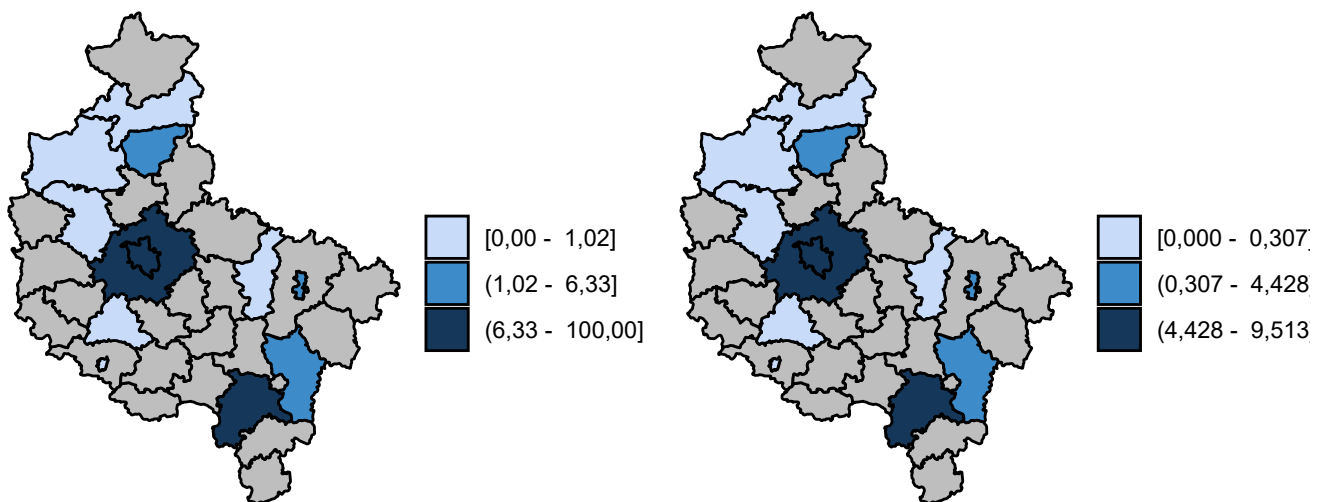 [0,00 - 1,02]
(1,02 - 6,33]
(6,33 - 100,00]
[0,000 - 0,307]
(0,307 - 4,428]
(4,428 - 9,513]